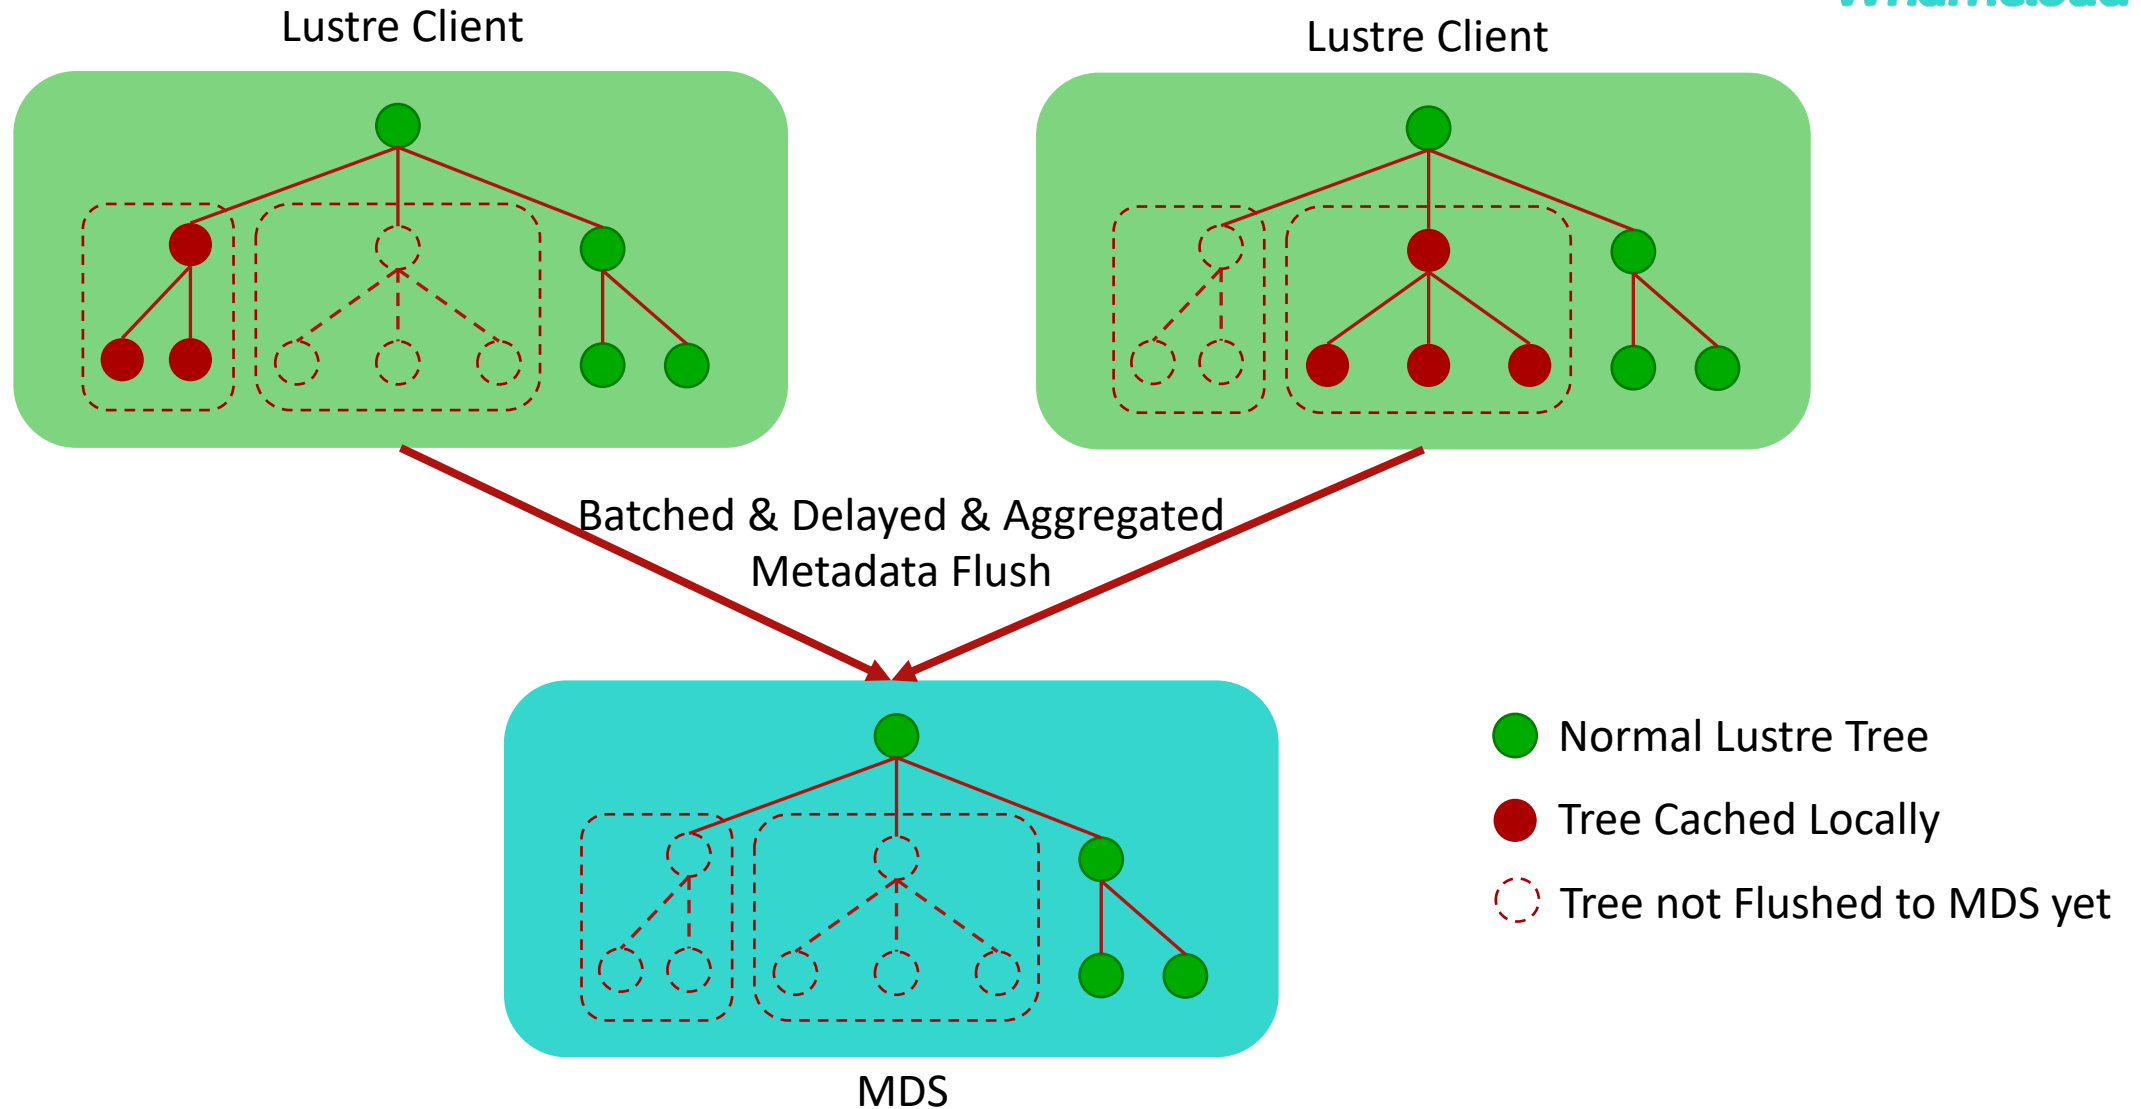 Lustre Client
Lustre Client
Batched & Delayed & Aggregated
Metadata Flush
Normal Lustre Tree
Tree Cached Locally
Tree not Flushed to MDS yet
MDS